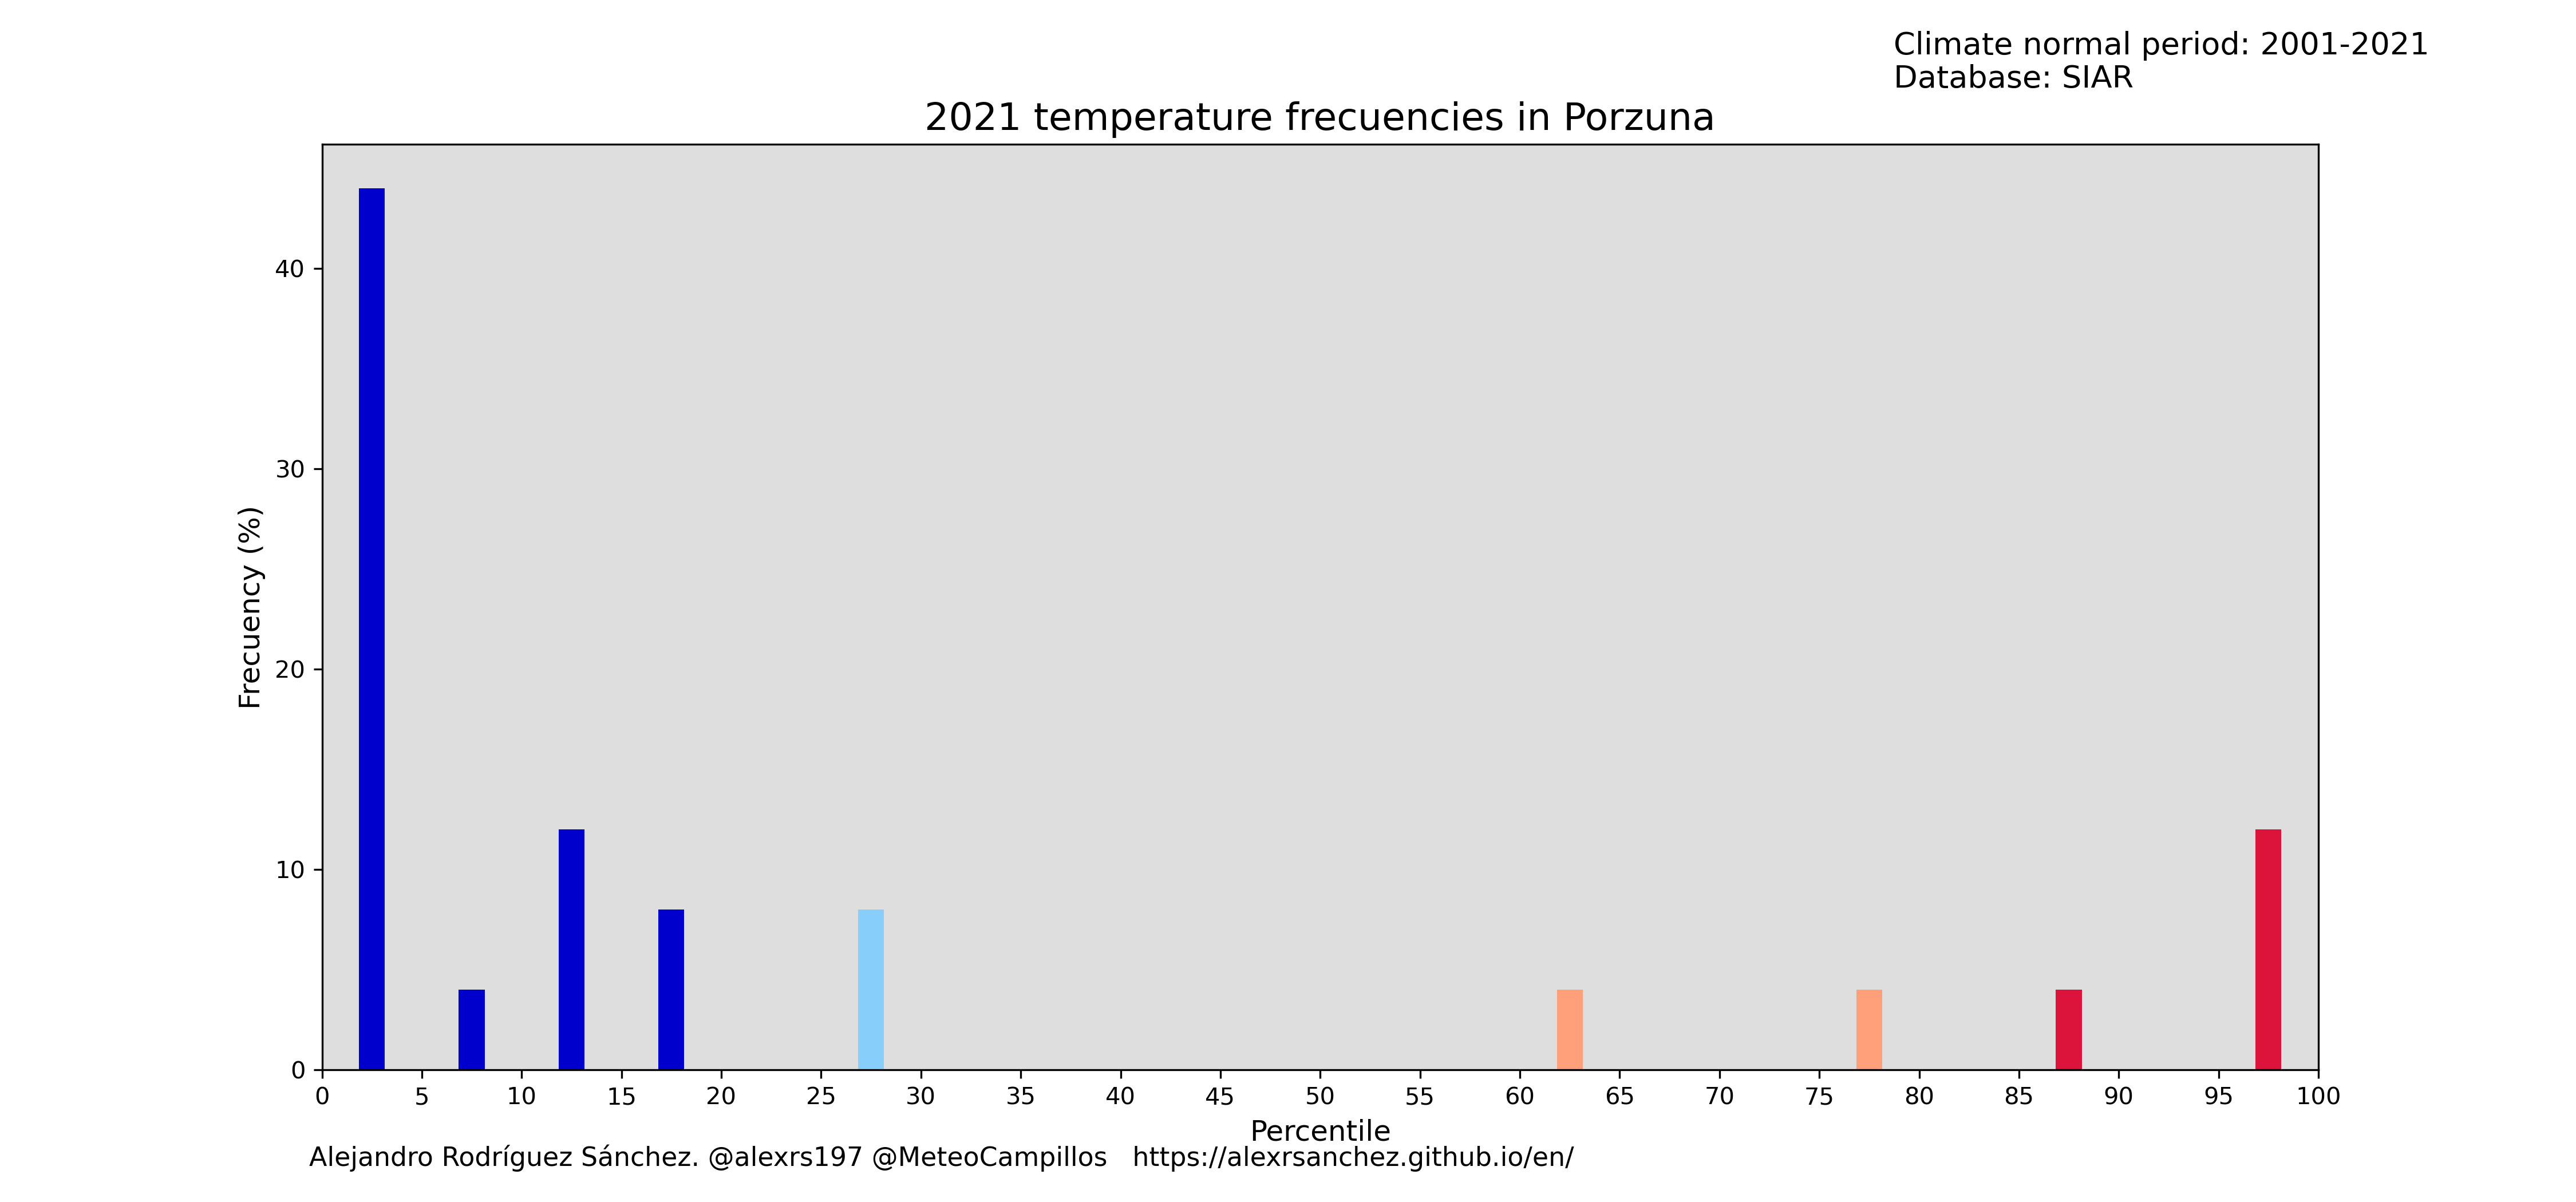 Climate normal period: 2001-2021
Database: SIAR
2021 temperature frecuencies in Porzuna
Frecuency (%)
40
30
20
10
0
0 5 10 15 20 25 30 35 40 45 50 55 60 65 70 75 80 85 90 95 100
Percentile
Alejandro Rodríguez Sánchez. @alexrs197 @MeteoCampillos https://alexrsanchez.github.io/en/